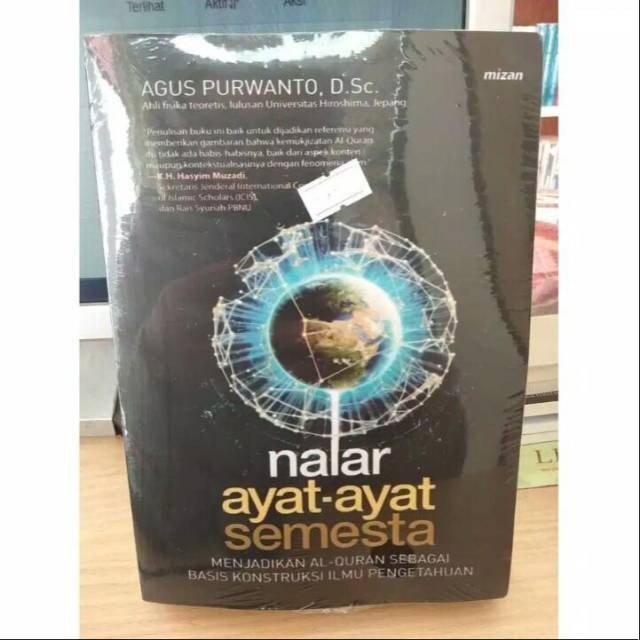 Terlihat
Aktif
Aksi
mizan
AGUS PURWANTO, D.Sc.
Ahli fisika teoretis, lulusan Universitas Hiroshima, Jepang
"Penulisan buku ini baik untuk dijadikan referensi yang
memberikan gambaran bahwa kemukjizatan Al-Quran
itu tidak ada habis-habisnya, baik dari aspek konten
maupun kontekstualisasinya dengan fenomena
—K.H. Hasyim Muzadi,
Sekretaris Jenderal International
of Islamic Scholars (ICIS),
dan Rais Syuriah PBNU
nalar
ayat-ayat
semesta
MENJADIKAN AL-QURAN SEBAGAI
BASIS KONSTRUKSI ILMU PENGETAHUAN